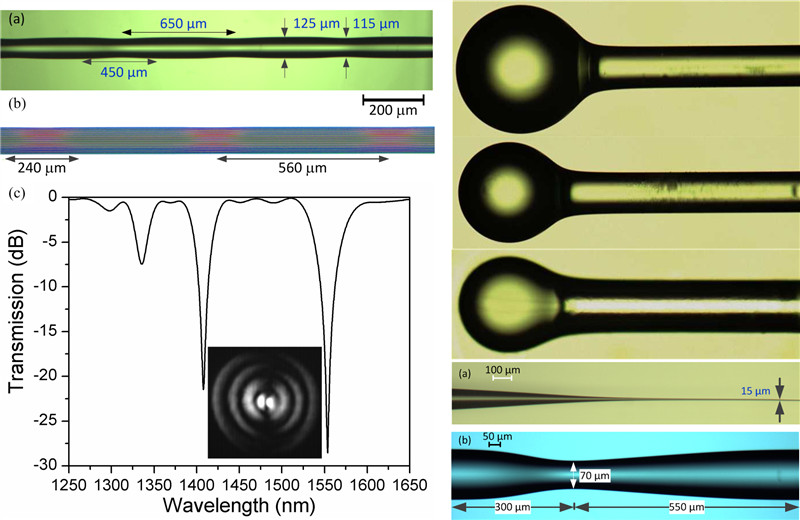 (a)
650 µm
125 µm
115 µm
450 µm
200 µm
(b)
240 µm
560 µm
(c)
0
-5
-10
-15
-20
-25
-30
Transmission (dB)
1250 1300 1350 1400 1450 1500 1550 1600 1650
Wavelength (nm)
(a)
100 µm
15 µm
(b)
50 µm
70 µm
300 µm
550 µm